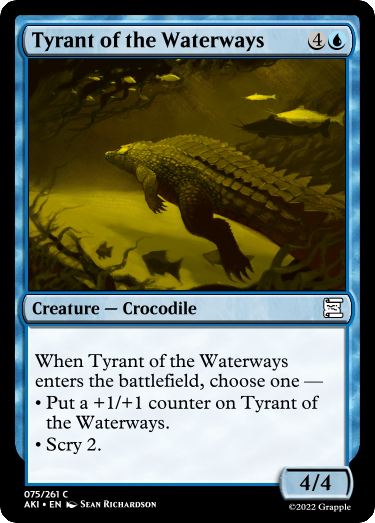 Tyrant of the Waterways 4
Creature — Crocodile
When Tyrant of the Waterways
enters the battlefield, choose one —
• Put a +1/+1 counter on Tyrant of
the Waterways.
• Scry 2.
4/4
075/261 C
AKI • EN Sean Richardson
©2022 Grapple